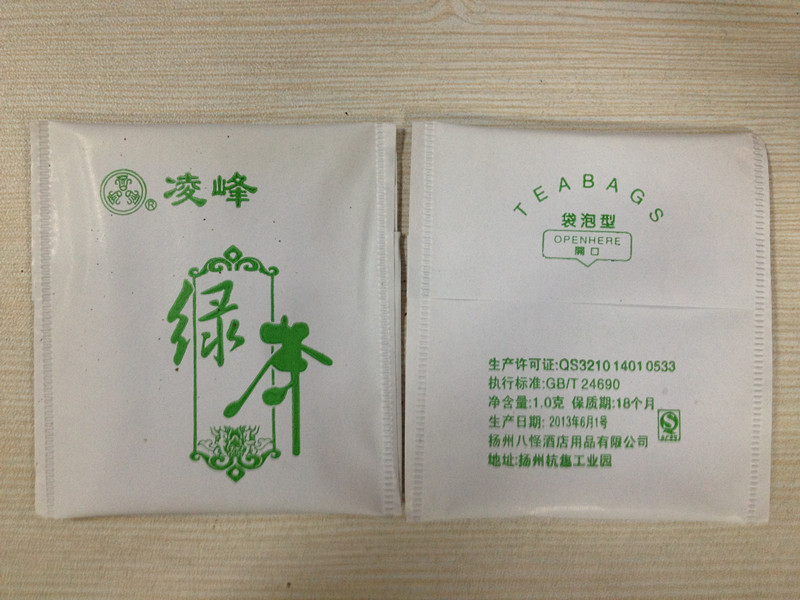 凌峰
®
绿茶
TEABAGS
袋泡型
OPENHERE
開口
生产许可证:QS3210 1401 0533
执行标准:GB/T 24690
净含量:1.0克 保质期:18个月
生产日期: 2013年6月1号
扬州八怪酒店用品有限公司
地址:扬州杭集工业园